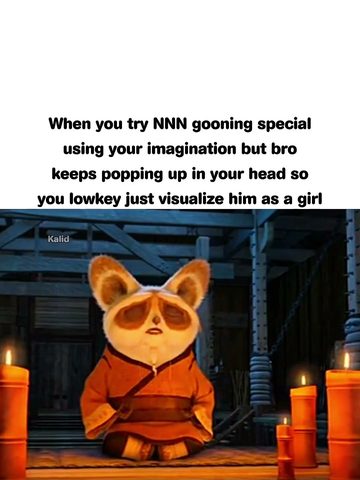 When you try NNN gooning special
using your imagination but bro
keeps popping up in your head so
you lowkey just visualize him as a girl
Kalid